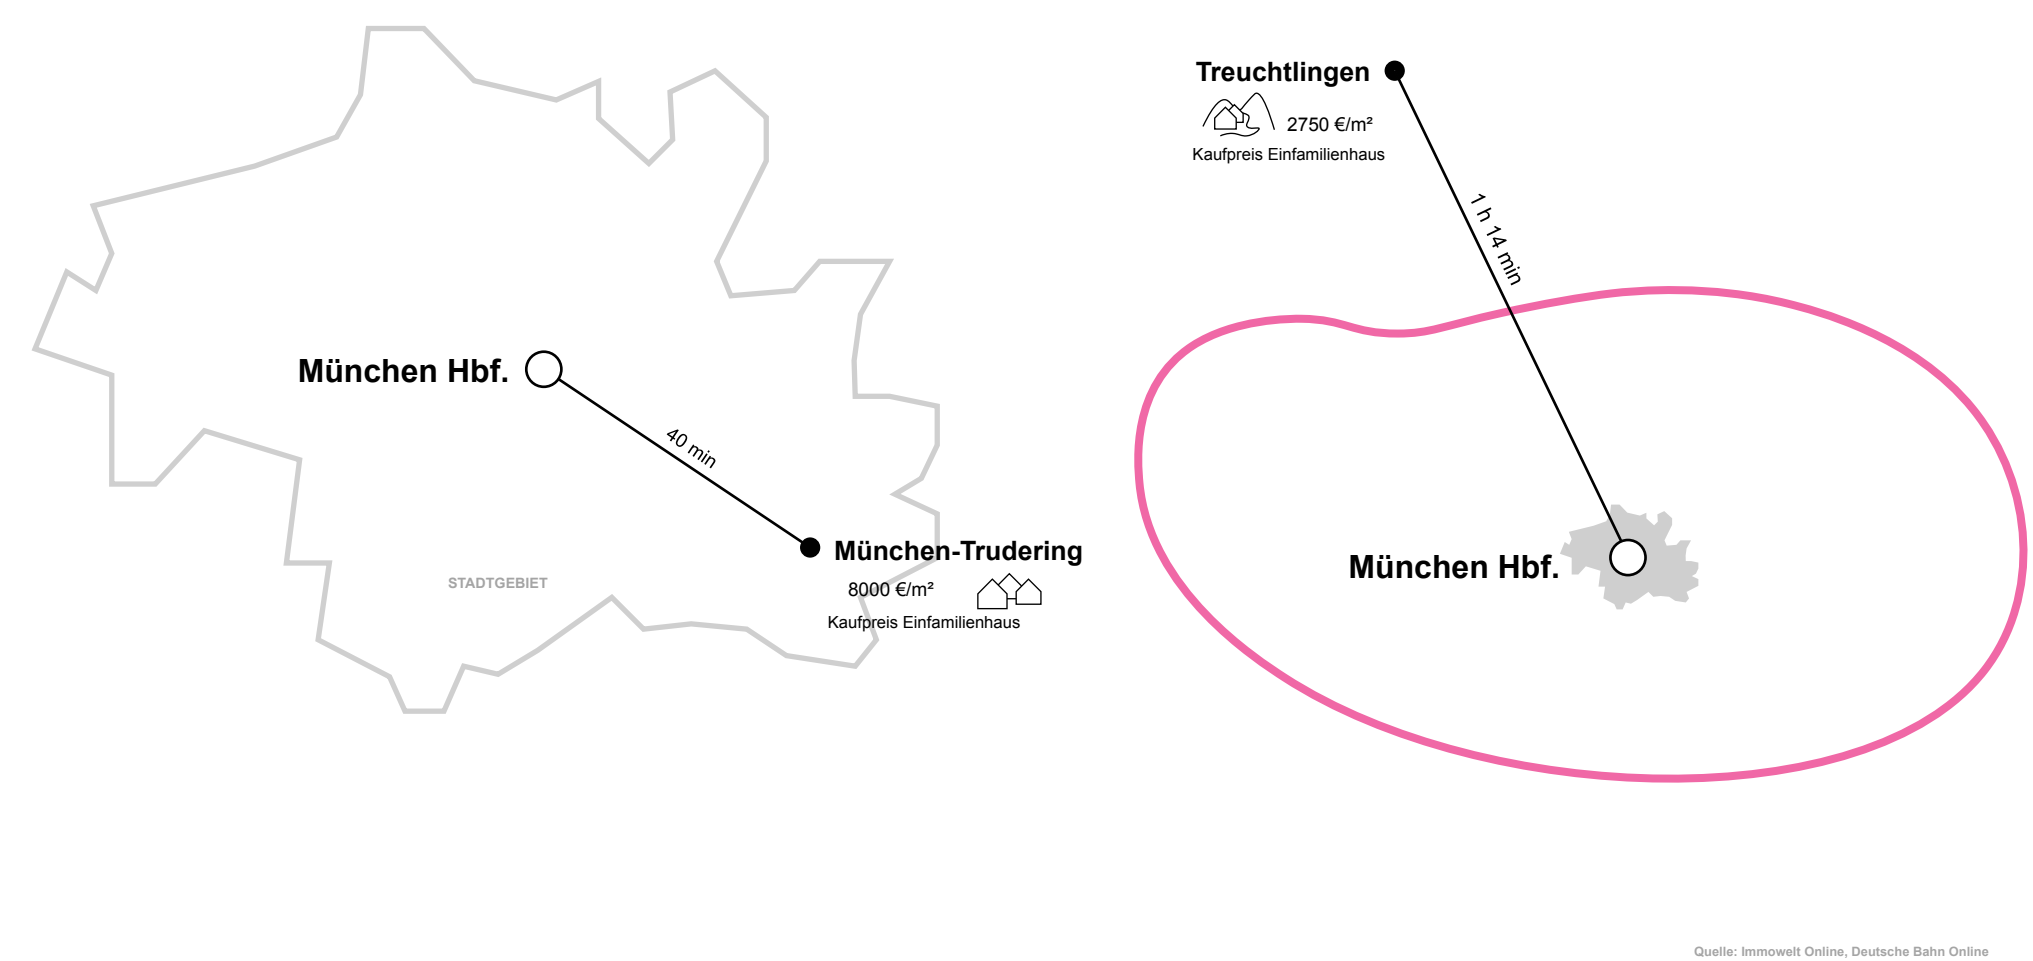 München Hbf.
40 min
München-Trudering
8000 €/m²
Kaufpreis Einfamilienhaus
STADTGEBIET
Treuchtlingen
2750 €/m²
Kaufpreis Einfamilienhaus
1 h 14 min
München Hbf.
Quelle: Immowelt Online, Deutsche Bahn Online